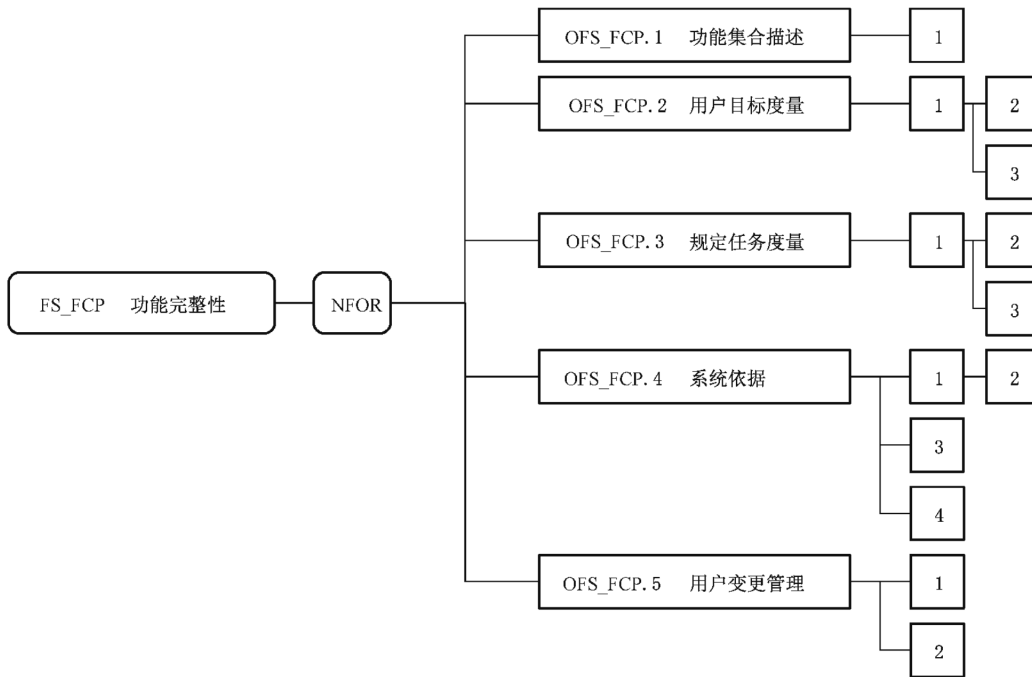 OFS_FCP.1 功能集合描述 1
OFS_FCP.2 用户目标度量 1 2
3
OFS_FCP.3 规定任务度量 1 2
3
FS_FCP 功能完整性 NFOR
OFS_FCP.4 系统依据 1 2
3
4
OFS_FCP.5 用户变更管理 1
2